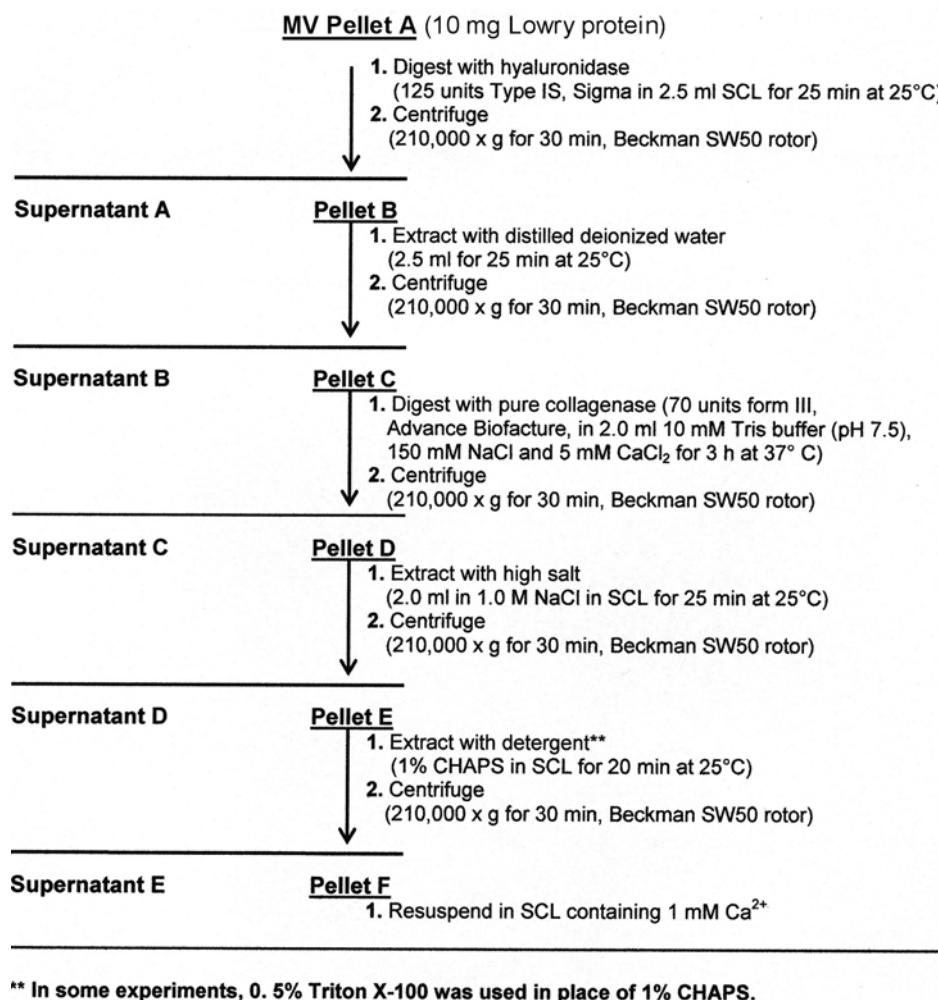 MV Pellet A (10 mg Lowry protein)
1. Digest with hyaluronidase
(125 units Type IS, Sigma in 2.5 ml SCL for 25 min at 25°C)
2. Centrifuge
(210,000 x g for 30 min, Beckman SW50 rotor)
Supernatant A Pellet B
1. Extract with distilled deionized water
(2.5 ml for 25 min at 25°C)
2. Centrifuge
(210,000 x g for 30 min, Beckman SW50 rotor)
Supernatant B Pellet C
1. Digest with pure collagenase (70 units form III,
Advance Biofacture, in 2.0 ml 10 mM Tris buffer (pH 7.5),
150 mM NaCl and 5 mM CaCl₂ for 3 h at 37° C)
2. Centrifuge
(210,000 x g for 30 min, Beckman SW50 rotor)
Supernatant C Pellet D
1. Extract with high salt
(2.0 ml in 1.0 M NaCl in SCL for 25 min at 25°C)
2. Centrifuge
(210,000 x g for 30 min, Beckman SW50 rotor)
Supernatant D Pellet E
1. Extract with detergent**
(1% CHAPS in SCL for 20 min at 25°C)
2. Centrifuge
(210,000 x g for 30 min, Beckman SW50 rotor)
Supernatant E Pellet F
1. Resuspend in SCL containing 1 mM Ca²⁺
** In some experiments, 0. 5% Triton X-100 was used in place of 1% CHAPS.